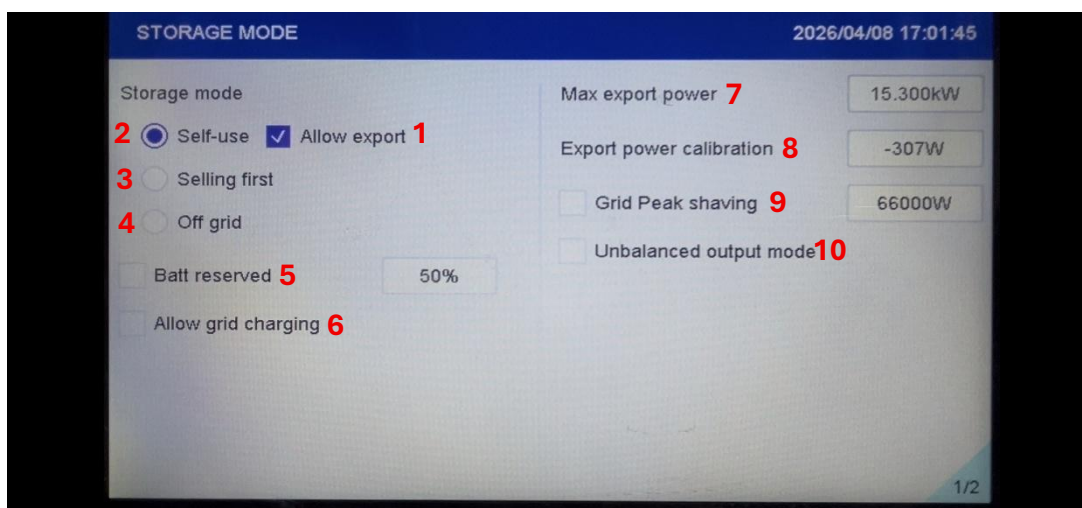 STORAGE MODE 2026/04/08 17:01:45
Storage mode
2 Self-use Allow export 1
3 Selling first
4 Off grid
Batt reserved 5 50%
Allow grid charging 6
Max export power 7 15.300kW
Export power calibration 8 -307W
Grid Peak shaving 9 66000W
Unbalanced output mode 10
1/2